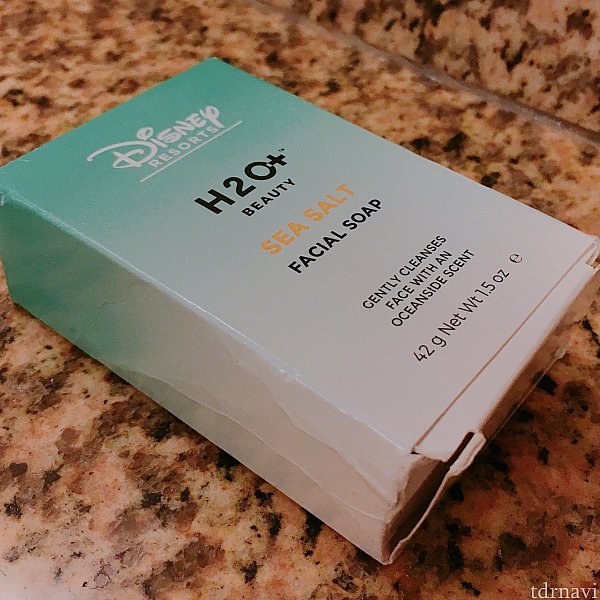 Disney
RESORTS
H2O+™
BEAUTY
SEA SALT
FACIAL SOAP
GENTLY CLEANSES
FACE WITH AN
OCEANSIDE SCENT
42 g Net Wt 1.5 oz ℮
tdrnavi